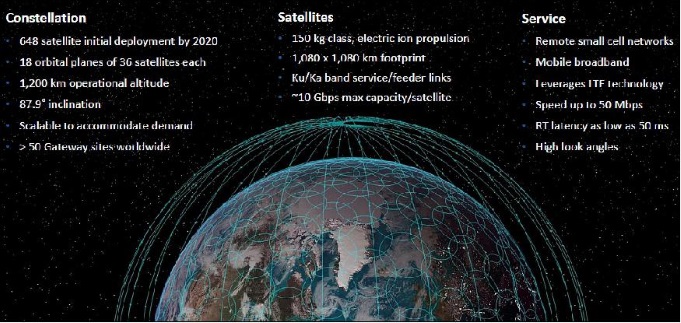 Constellation
648 satellite initial deployment by 2020
18 orbital planes of 36 satellites each
1,200 km operational altitude
87.9° inclination
Scalable to accommodate demand
> 50 Gateway sites worldwide
Satellites
150 kg class, electric ion propulsion
1,080 x 1,080 km footprint
Ku/Ka band service/feeder links
~10 Gbps max capacity/satellite
Service
Remote small cell networks
Mobile broadband
Leverages LTE technology
Speed up to 50 Mbps
RT latency as low as 50 ms
High look angles